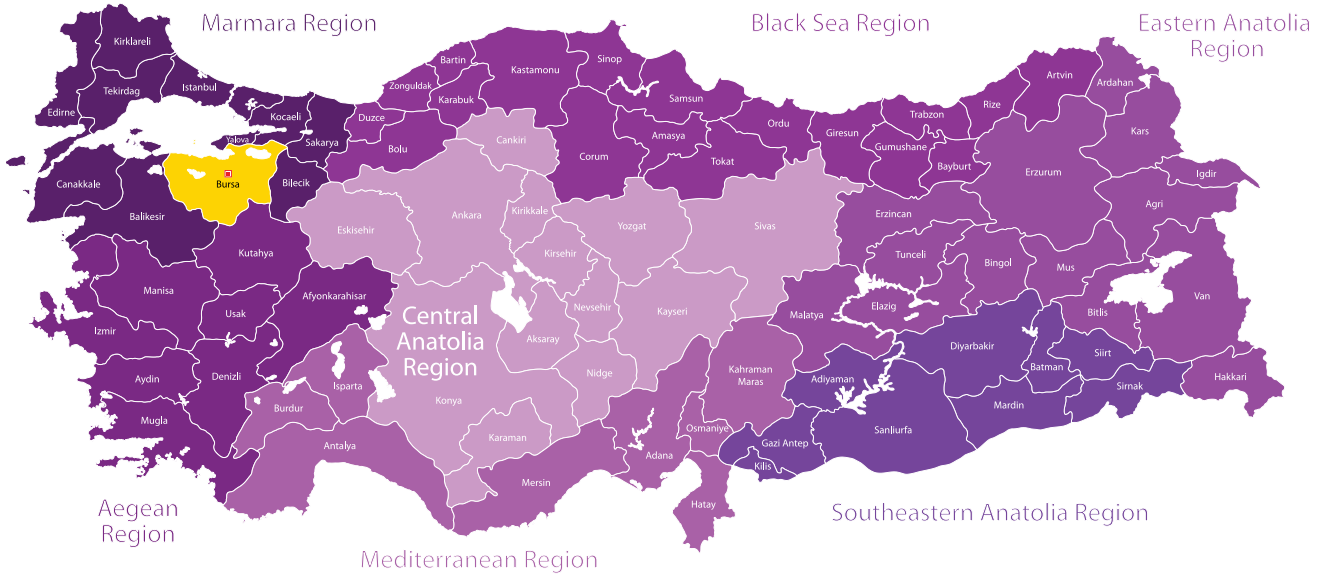 Marmara Region
Black Sea Region
Eastern Anatolia
Region
Kirklareli
Edirne
Tekirdag
Istanbul
Kocaeli
Yalova
Sakarya
Canakkale
Balikesir
Bursa
Bilecik
Duzce
Bolu
Zonguldak
Bartin
Karabuk
Kastamonu
Sinop
Corum
Samsun
Amasya
Tokat
Ordu
Giresun
Gumushane
Trabzon
Bayburt
Rize
Artvin
Ardahan
Kars
Igdir
Agri
Erzurum
Erzincan
Tunceli
Bingol
Mus
Bitlis
Van
Hakkari
Elazig
Malatya
Cankiri
Ankara
Kirikkale
Eskisehir
Yozgat
Sivas
Kirsehir
Nevsehir
Kayseri
Aksaray
Nidge
Konya
Karaman
Central
Anatolia
Region
Kutahya
Manisa
Usak
Afyonkarahisar
Izmir
Aydin
Denizli
Mugla
Isparta
Burdur
Antalya
Mersin
Adana
Osmaniye
Hatay
Kahraman
Maras
Adiyaman
Gazi Antep
Kilis
Sanliurfa
Diyarbakir
Batman
Mardin
Siirt
Sirnak
Aegean
Region
Mediterranean Region
Southeastern Anatolia Region